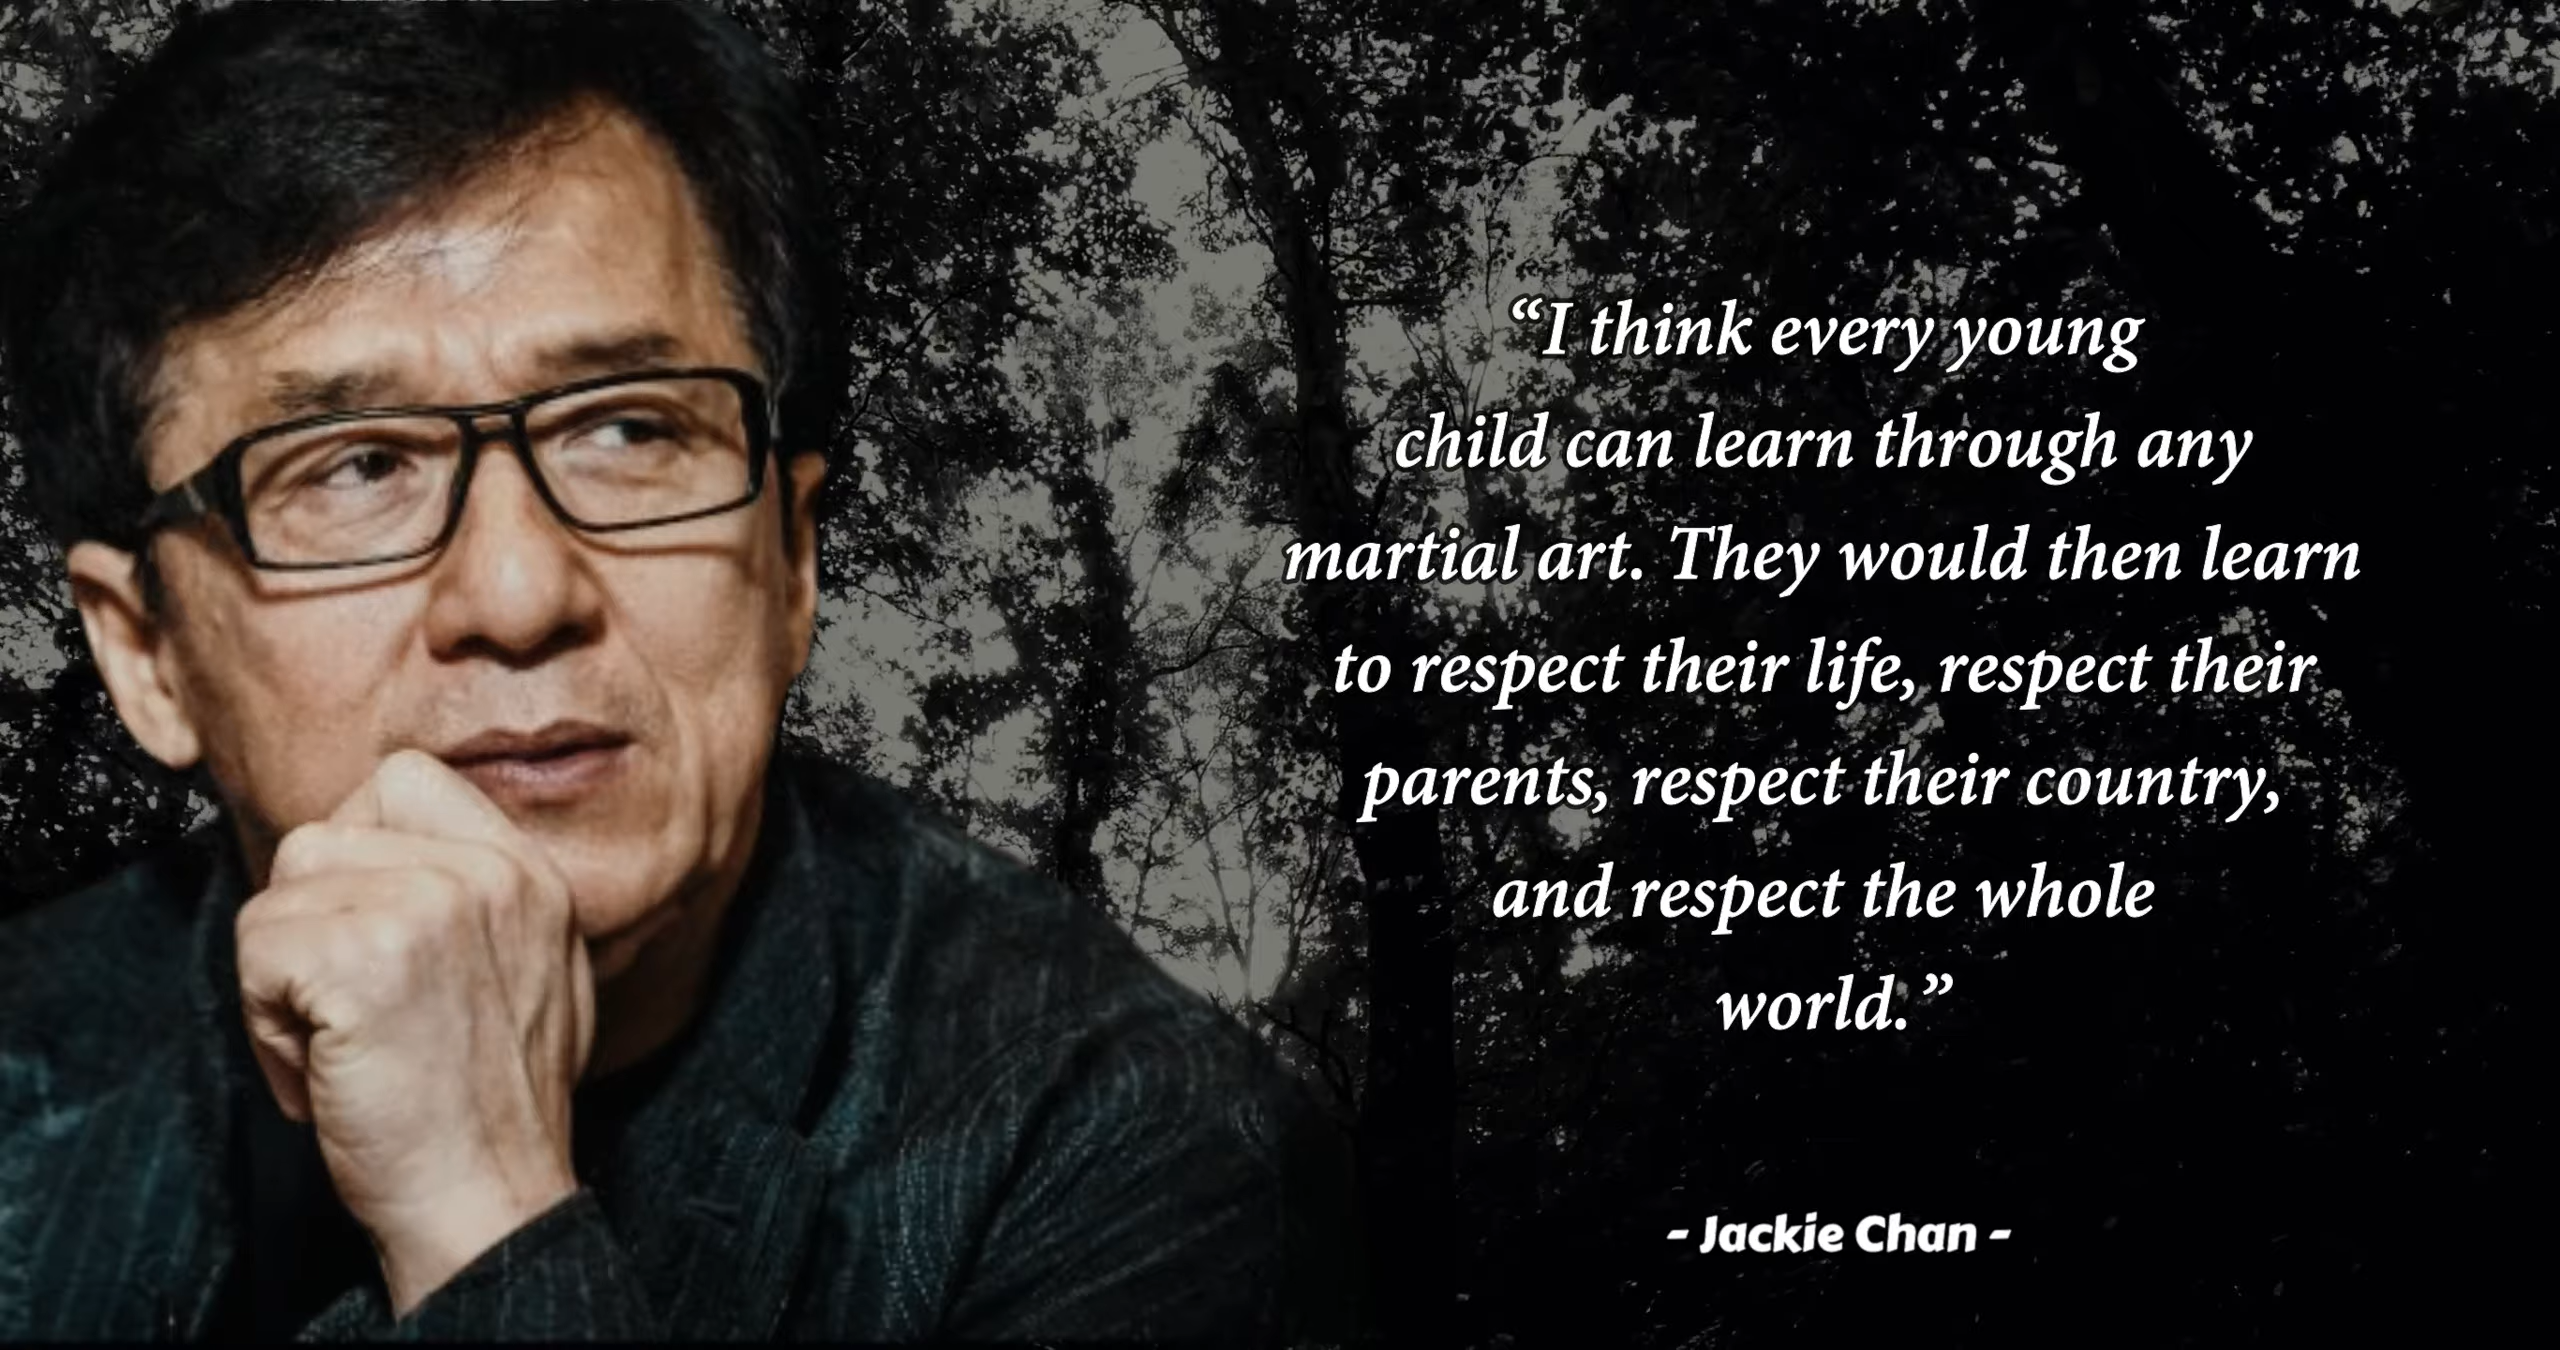 “I think every young
child can learn through any
martial art. They would then learn
to respect their life, respect their
parents, respect their country,
and respect the whole
world.”
- Jackie Chan -